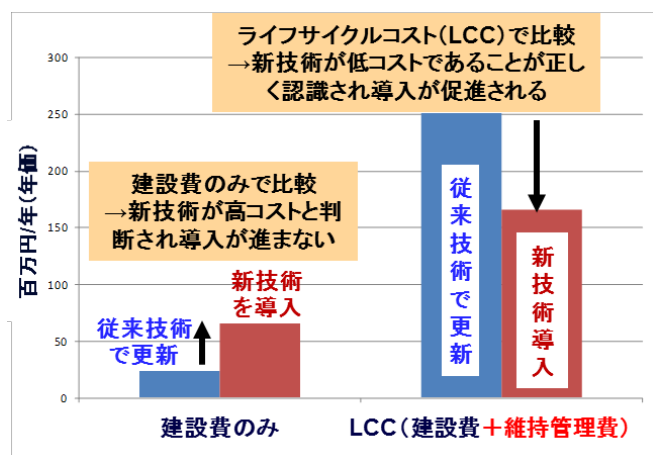 ライフサイクルコスト(LCC)で比較
→新技術が低コストであることが正し
く認識され導入が促進される
建設費のみで比較
→新技術が高コストと判
断され導入が進まない
百万円/年(年価)
300
250
200
150
100
50
0
従来技術
で更新
新技術
を導入
従来技術で更新
新技術導入
建設費のみ
LCC(建設費+維持管理費)